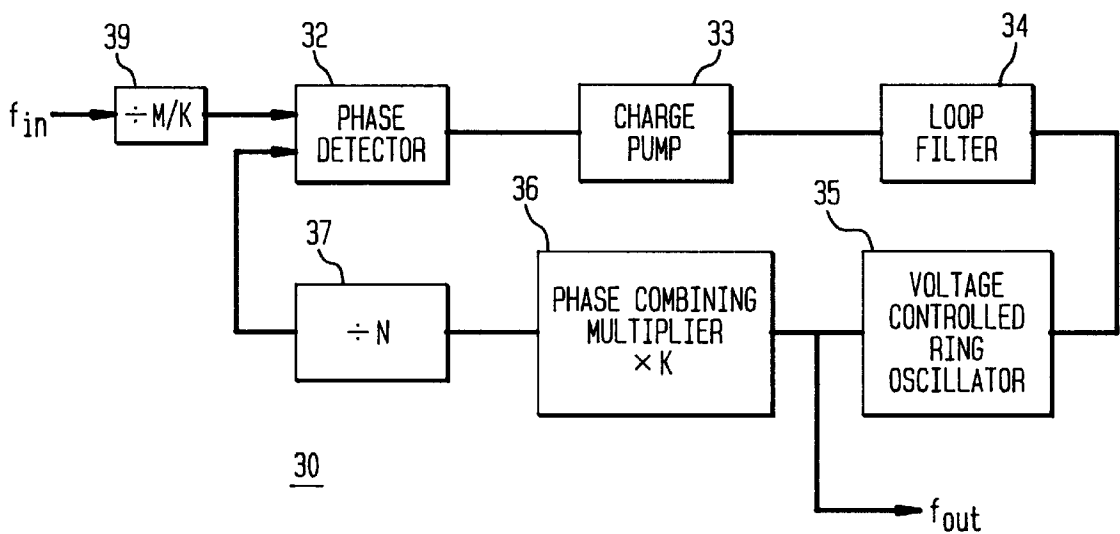 39
32
33
34
f_in
÷ M/K
PHASE
DETECTOR
CHARGE
PUMP
LOOP
FILTER
37
36
35
÷ N
PHASE COMBINING
MULTIPLIER
× K
VOLTAGE
CONTROLLED
RING
OSCILLATOR
30
f_out